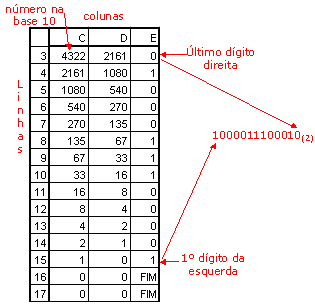 número na
base 10
colunas
C D E
3 4322 2161 0
4 2161 1080 1
5 1080 540 0
6 540 270 0
7 270 135 0
8 135 67 1
9 67 33 1
10 33 16 1
11 16 8 0
12 8 4 0
13 4 2 0
14 2 1 0
15 1 0 1
16 0 0 FIM
17 0 0 FIM
Linhas
Último dígito
direita
1000011100010(2)
1º dígito da
esquerda